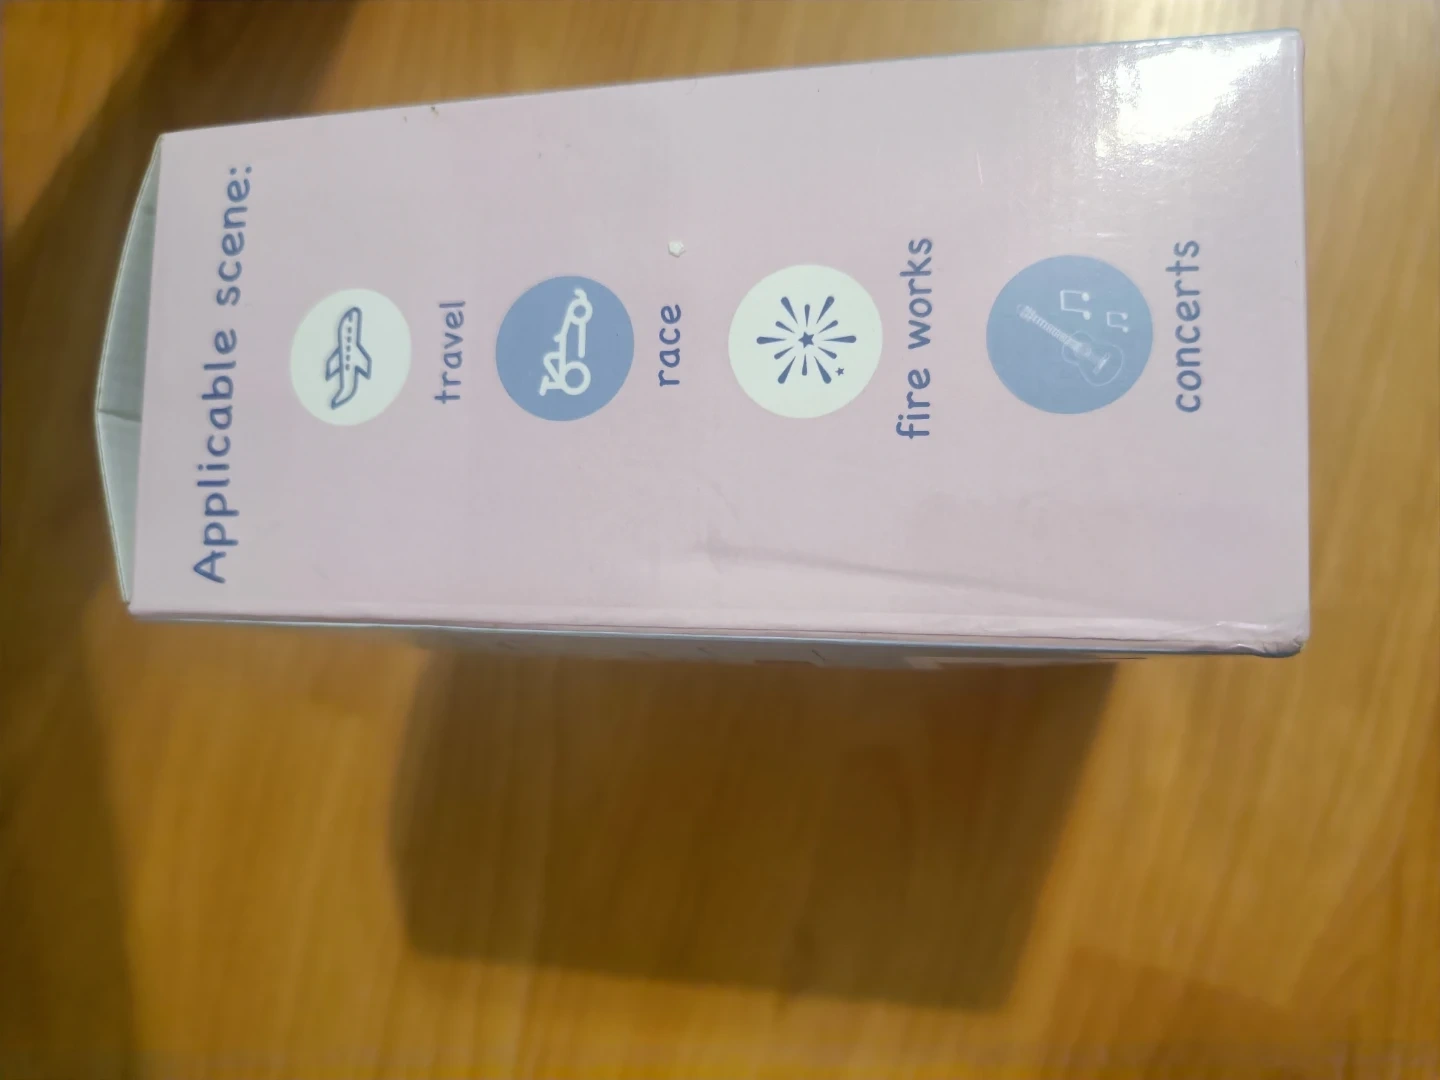 Applicable scene:
travel
race
fire works
concerts